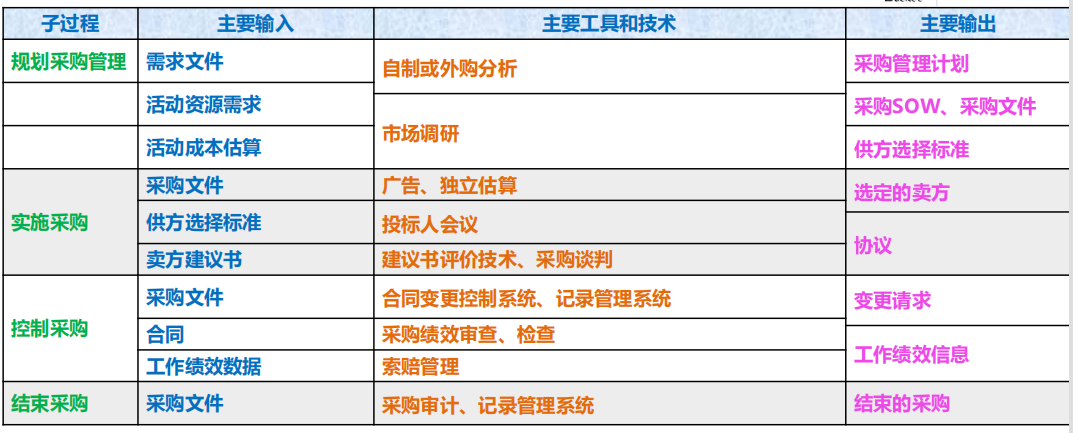 子过程 主要输入 主要工具和技术 主要输出
规划采购管理 需求文件 自制或外购分析 采购管理计划
活动资源需求 市场调研 采购SOW、采购文件
活动成本估算 供方选择标准
实施采购 采购文件 广告、独立估算 选定的卖方
供方选择标准 投标人会议 协议
卖方建议书 建议书评价技术、采购谈判
控制采购 采购文件 合同变更控制系统、记录管理系统 变更请求
合同 采购绩效审查、检查 工作绩效信息
工作绩效数据 索赔管理
结束采购 采购文件 采购审计、记录管理系统 结束的采购